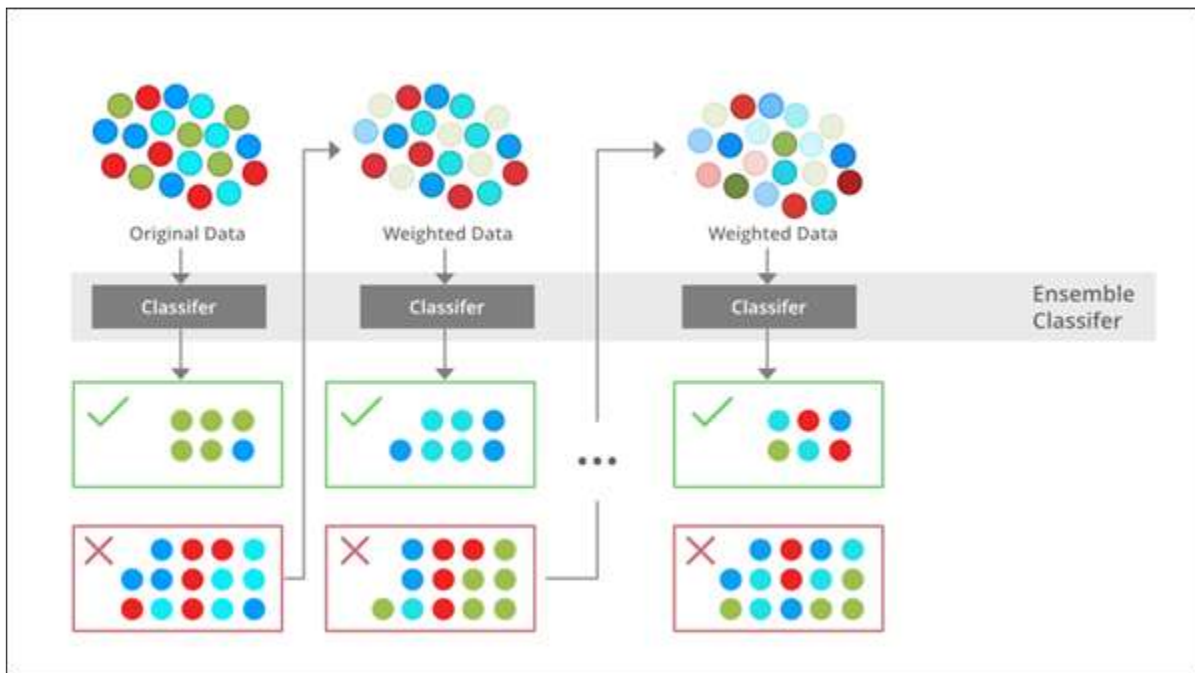 Original Data
Weighted Data
Weighted Data
Classifer
Classifer
Classifer
Ensemble
Classifer
...